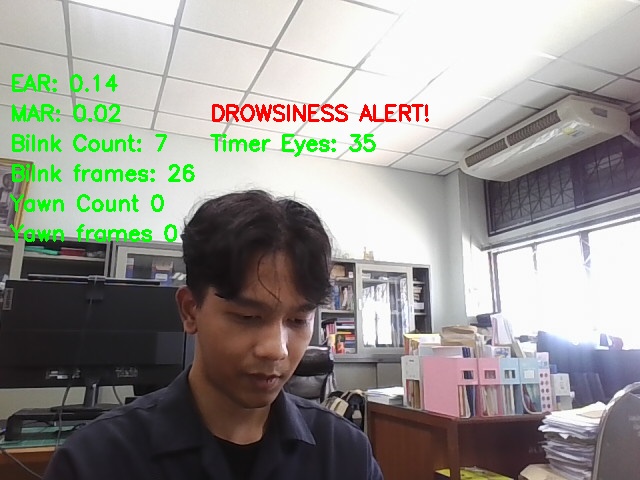 EAR: 0.14
MAR: 0.02 DROWSINESS ALERT!
Bilnk Count: 7 Timer Eyes: 35
Bilnk frames: 26
Yawn Count 0
Yawn frames 0